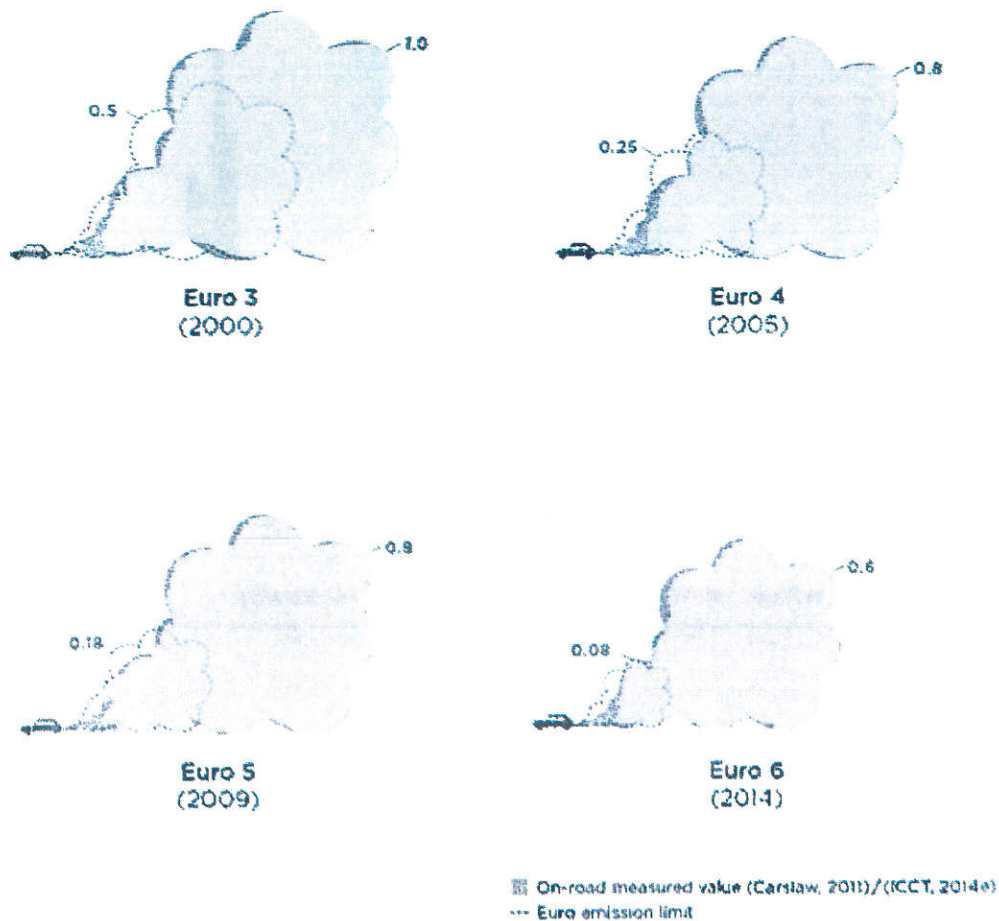 1.0
0.5
Euro 3
(2000)
0.8
0.25
Euro 4
(2005)
0.18
Euro 5
(2009)
0.6
0.08
Euro 6
(2014)
On-road measured value (Carslaw, 2011)/(ICCT, 2014e)
Euro emission limit